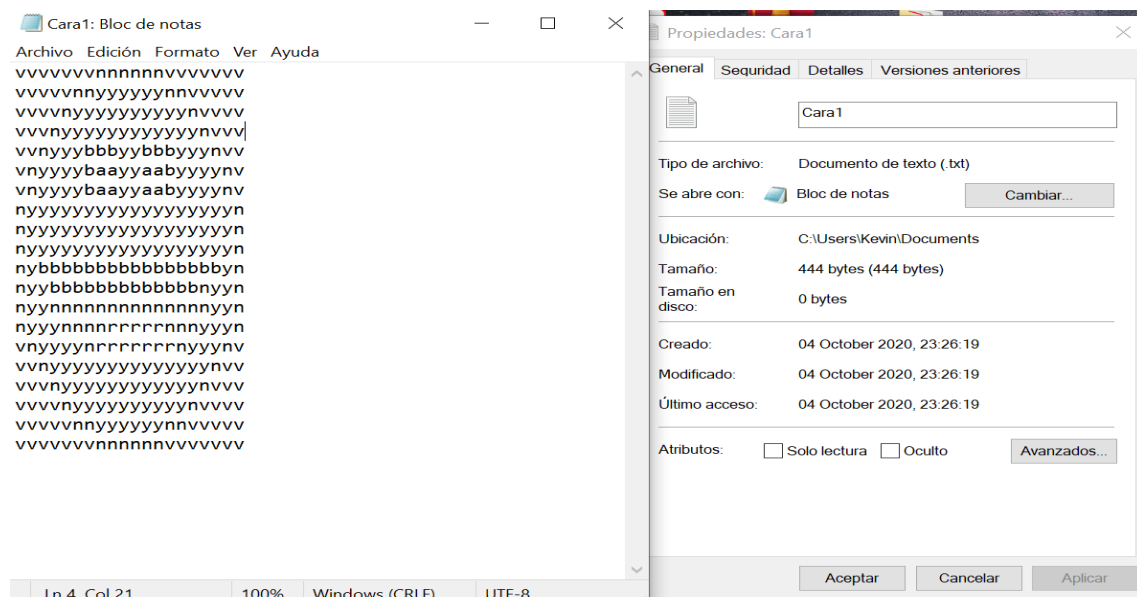 Cara1: Bloc de notas
Archivo Edición Formato Ver Ayuda
vvvvvvvnnnnnnvvvvvvv
vvvvvnnyyyyyynnvvvvv
vvvvnyyyyyyyyyynvvvv
vvvnyyyyyyyyyyyynvvv
vvnyyybbbyybbbyyynvv
vnyyyybaayyaabyyyynv
vnyyyybaayyaabyyyynv
nyyyyyyyyyyyyyyyyyyn
nyyyyyyyyyyyyyyyyyyn
nyyyyyyyyyyyyyyyyyyn
nybbbbbbbbbbbbbbbbyn
nyybbbbbbbbbbbbbnyyn
nyynnnnnnnnnnnnnnyyn
nyyynnnnrrrrrnnnyyyn
vnyyyynrrrrrrrnyyynv
vvnyyyyyyyyyyyyyynvv
vvvnyyyyyyyyyyyynvvv
vvvvnyyyyyyyyyynvvvv
vvvvvnnyyyyyynnvvvvv
vvvvvvvnnnnnnvvvvvvv
Ln 4, Col 21 100% Windows (CRLF) UTF-8
Propiedades: Cara1
General Seguridad Detalles Versiones anteriores
Cara1
Tipo de archivo: Documento de texto (.txt)
Se abre con: Bloc de notas Cambiar...
Ubicación: C:\Users\Kevin\Documents
Tamaño: 444 bytes (444 bytes)
Tamaño en
disco: 0 bytes
Creado: 04 October 2020, 23:26:19
Modificado: 04 October 2020, 23:26:19
Último acceso: 04 October 2020, 23:26:19
Atributos: Solo lectura Oculto Avanzados...
Aceptar Cancelar Aplicar